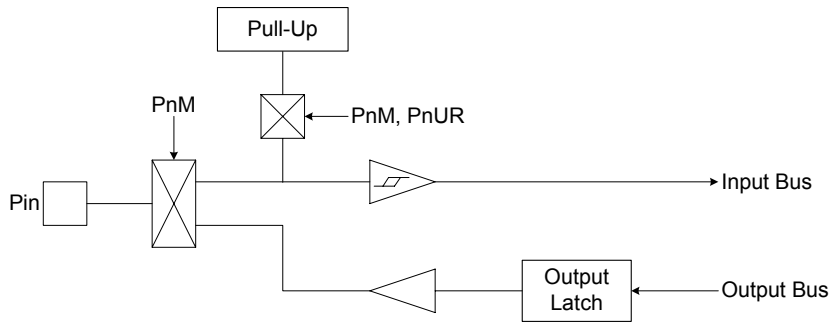 Pull-Up
PnM
PnM, PnUR
Input Bus
Pin
Output
Latch
Output Bus